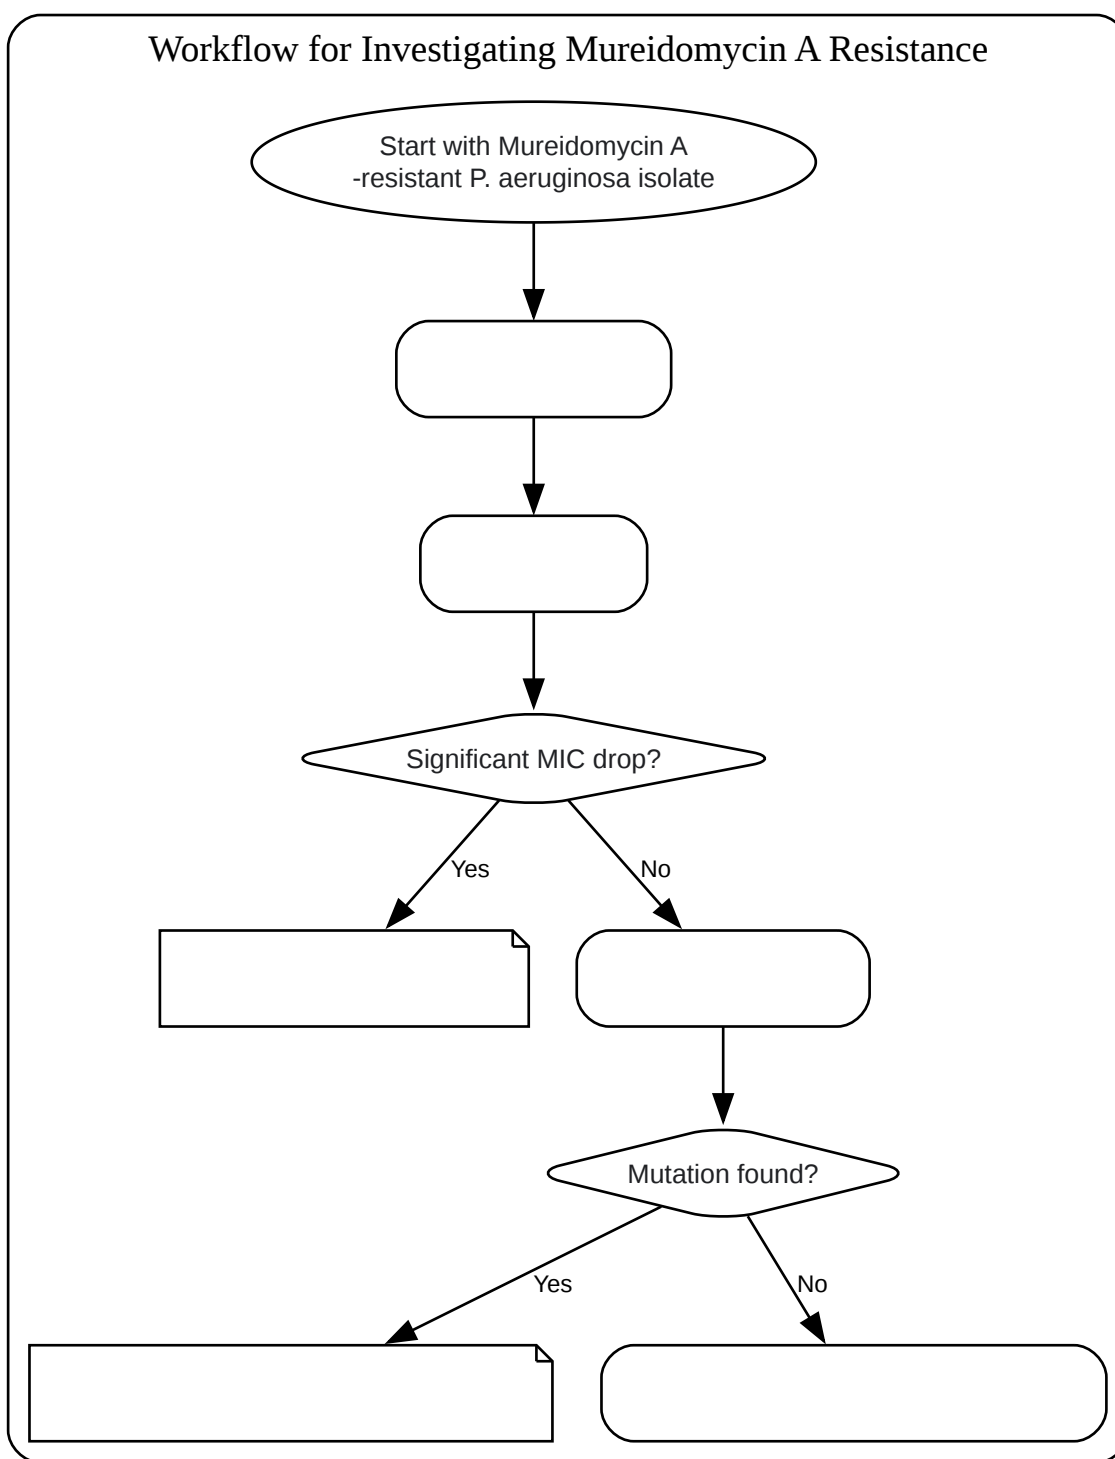 Workflow for Investigating Mureidomycin A Resistance
Start with Mureidomycin A
-resistant P. aeruginosa isolate
Significant MIC drop?
Yes
No
Mutation found?
Yes
No